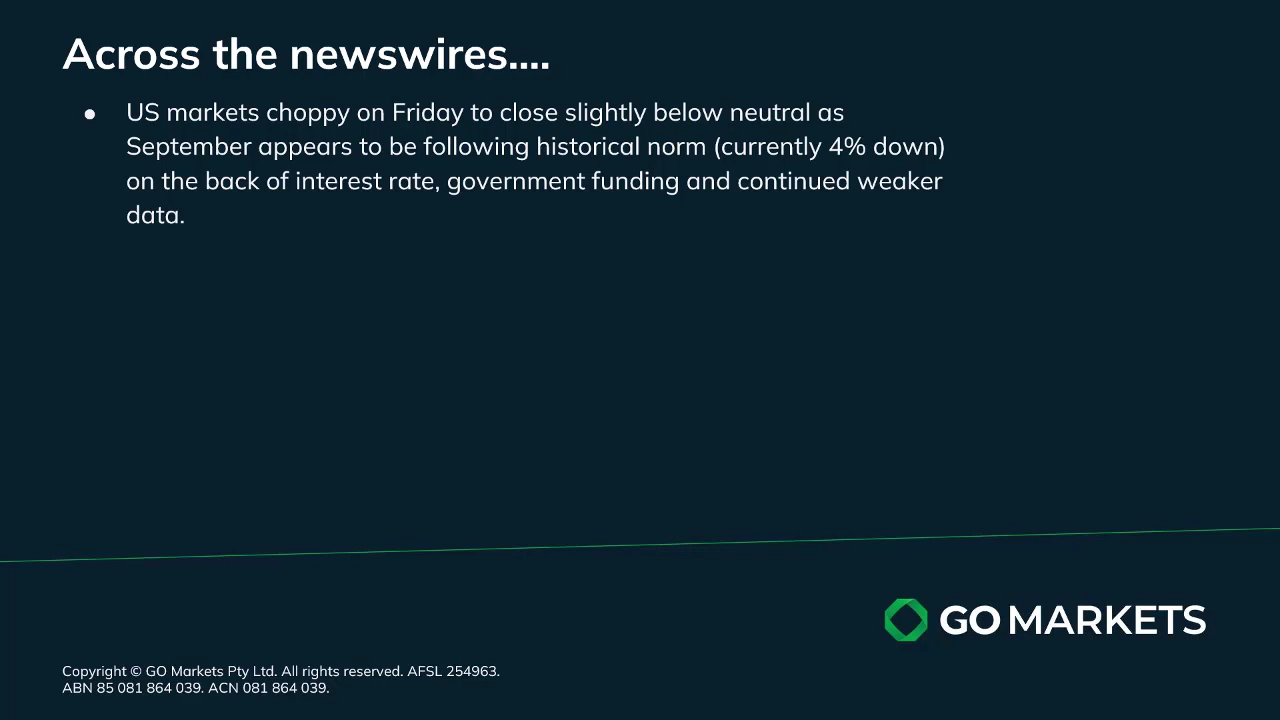 Across the newswires....
● US markets choppy on Friday to close slightly below neutral as
September appears to be following historical norm (currently 4% down)
on the back of interest rate, government funding and continued weaker
data.
GO MARKETS
Copyright © GO Markets Pty Ltd. All rights reserved. AFSL 254963.
ABN 85 081 864 039. ACN 081 864 039.